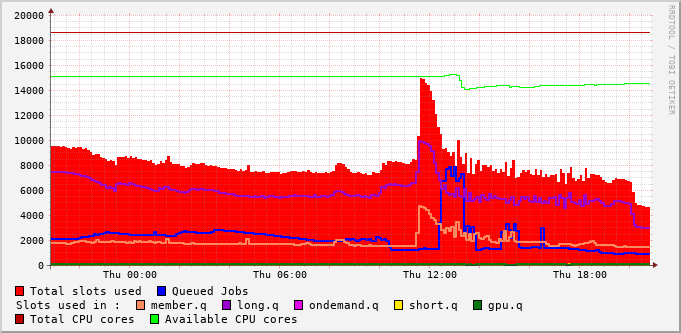 20000
18000
16000
14000
12000
10000
8000
6000
4000
2000
0
Thu 00:00 Thu 06:00 Thu 12:00 Thu 18:00
RRDTOOL / TOBI OETIKER
Total slots used Queued Jobs
Slots used in : member.q long.q ondemand.q short.q gpu.q
Total CPU cores Available CPU cores